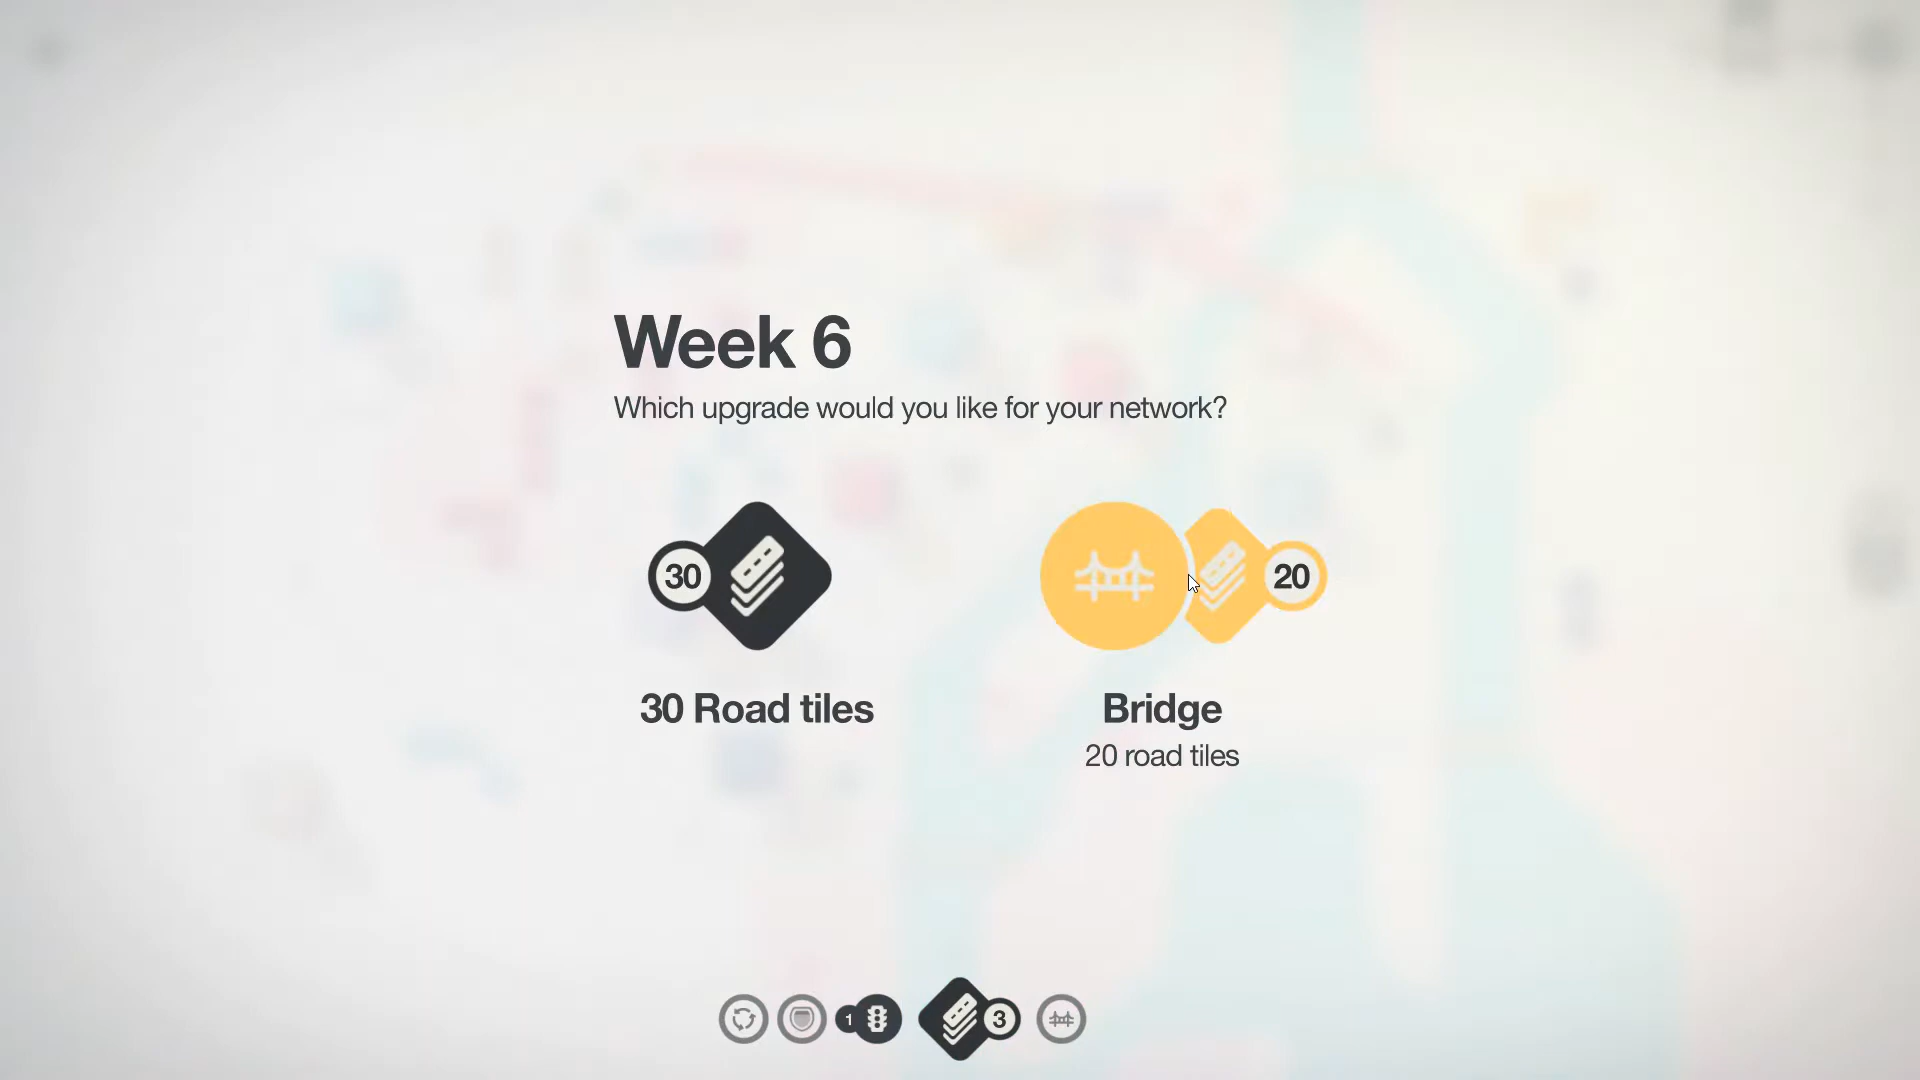 Week 6
Which upgrade would you like for your network?
30
20
30 Road tiles
Bridge
20 road tiles
1
3